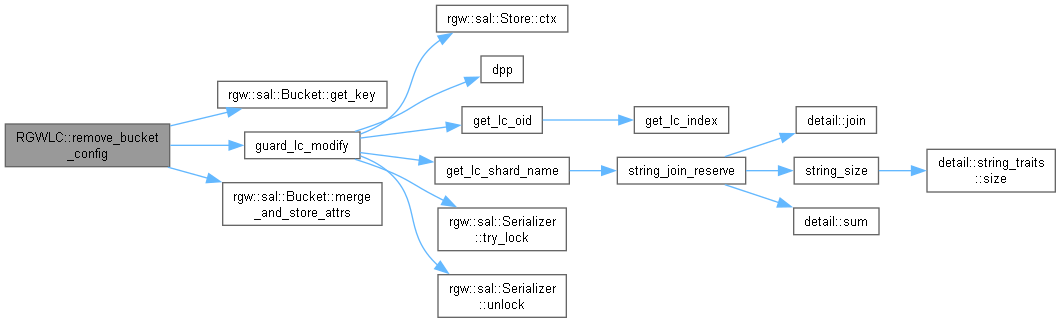 RGWLC::remove_bucket
_config
rgw::sal::Bucket::get_key
guard_lc_modify
rgw::sal::Bucket::merge
_and_store_attrs
rgw::sal::Store::ctx
dpp
get_lc_oid
get_lc_index
get_lc_shard_name
string_join_reserve
detail::join
string_size
detail::string_traits
::size
detail::sum
rgw::sal::Serializer
::try_lock
rgw::sal::Serializer
::unlock